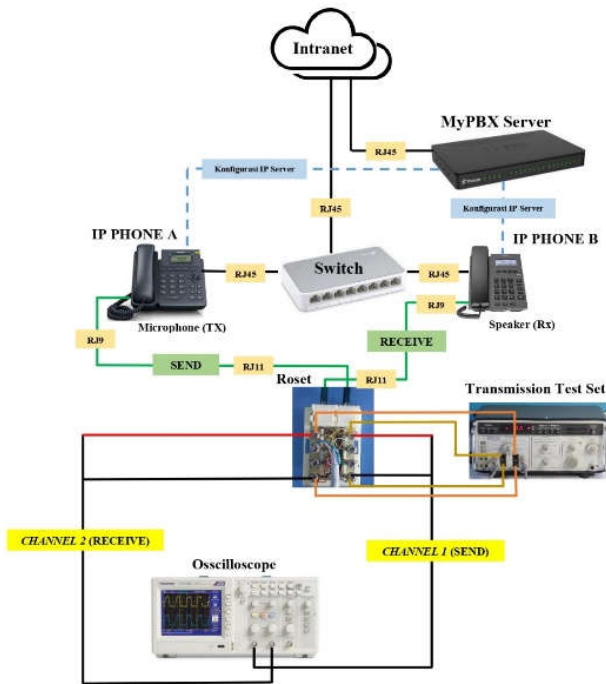 Intranet
MyPBX Server
RJ45
Konfigurasi IP Server
RJ45
Konfigurasi IP Server
IP PHONE A
IP PHONE B
Switch
RJ45
RJ45
Microphone (TX)
Speaker (Rx)
RJ9
RJ9
RECEIVE
SEND
RJ11
RJ11
Roset
Transmission Test Set
CHANNEL 2 (RECEIVE)
CHANNEL 1 (SEND)
Osscilloscope